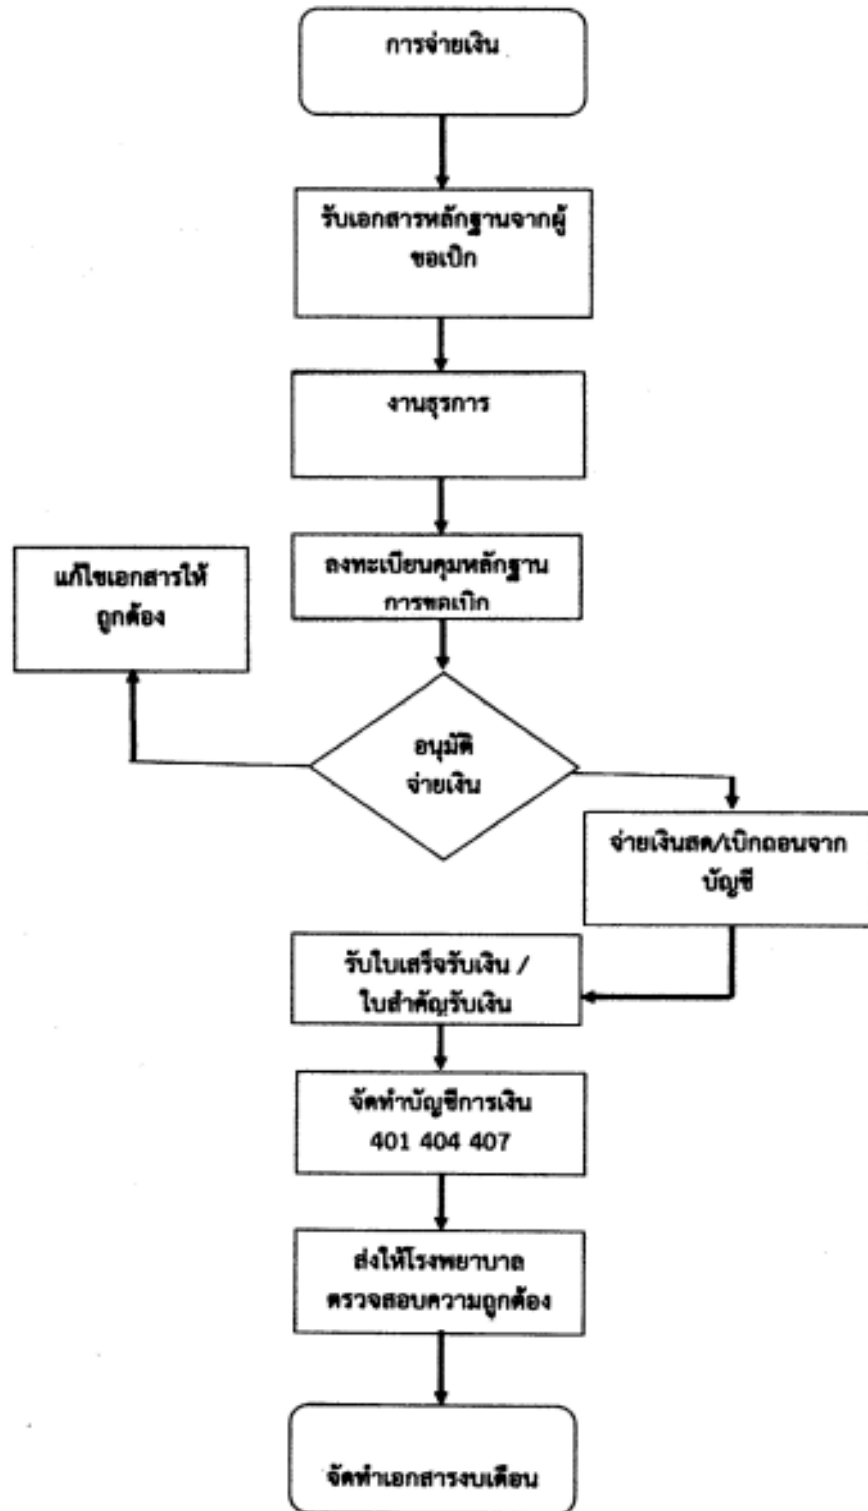 การจ่ายเงิน
รับเอกสารหลักฐานจากผู้
ขอเบิก
งานธุรการ
ลงทะเบียนคุมหลักฐาน
การขอเบิก
แก้ไขเอกสารให้
ถูกต้อง
อนุมัติ
จ่ายเงิน
จ่ายเงินสด/เบิกถอนจาก
บัญชี
รับใบเสร็จรับเงิน /
ใบสำคัญรับเงิน
จัดทำบัญชีการเงิน
401 404 407
ส่งให้โรงพยาบาล
ตรวจสอบความถูกต้อง
จัดทำเอกสารงบเดือน